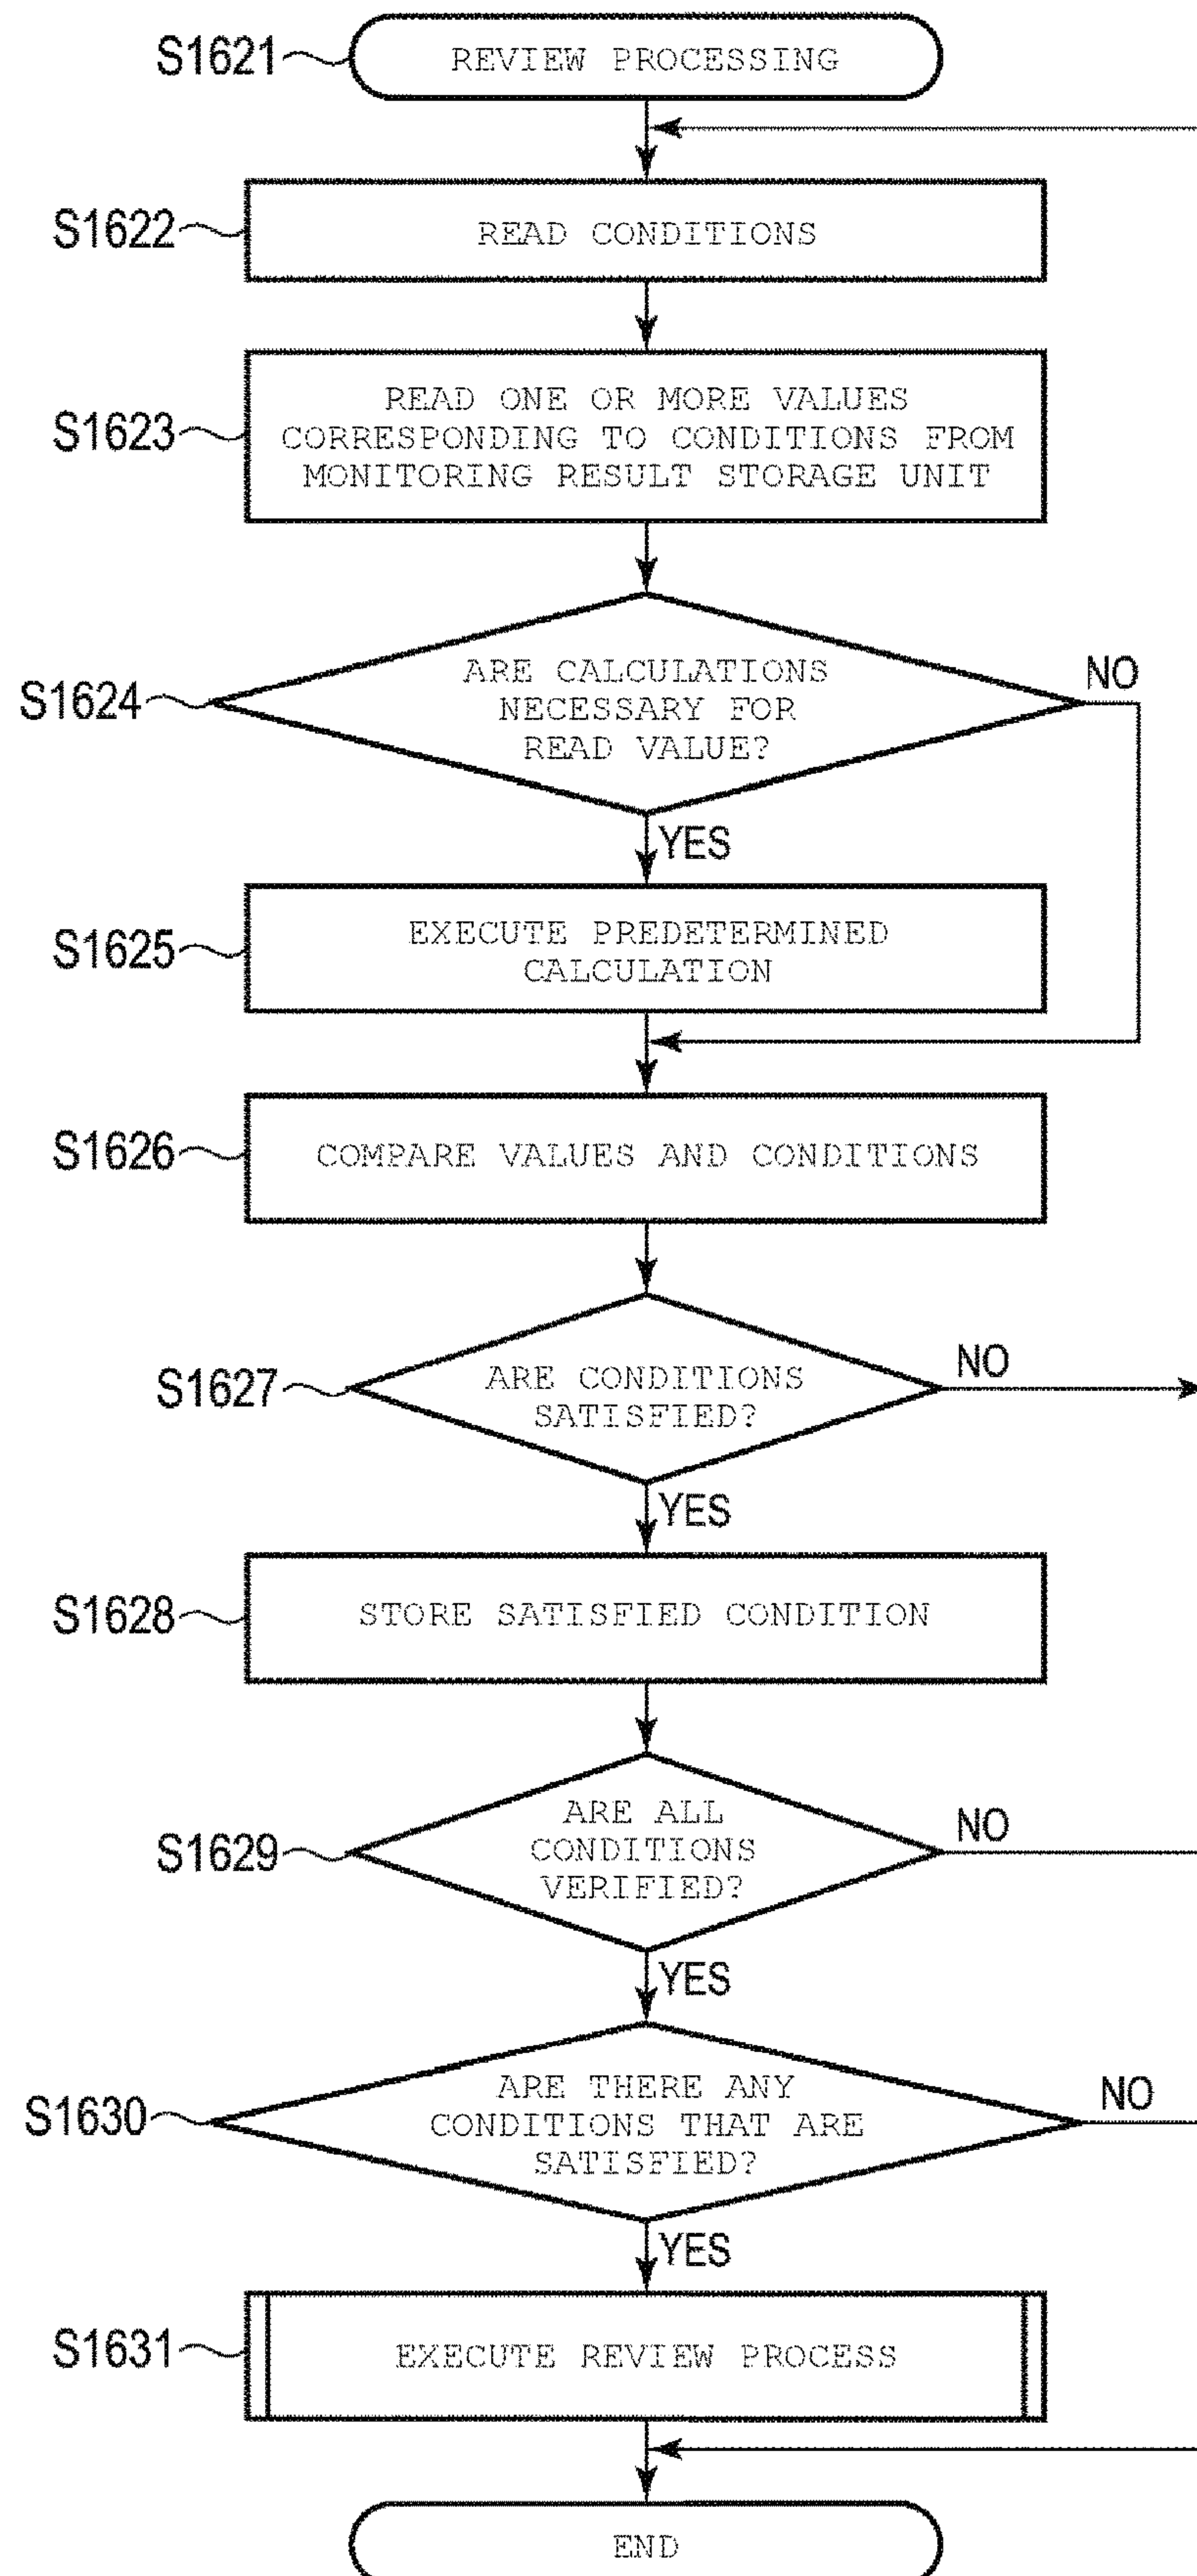 S1621
REVIEW PROCESSING
S1622
READ CONDITIONS
S1623
READ ONE OR MORE VALUES
CORRESPONDING TO CONDITIONS FROM
MONITORING RESULT STORAGE UNIT
S1624
ARE CALCULATIONS
NECESSARY FOR
READ VALUE?
NO
YES
S1625
EXECUTE PREDETERMINED
CALCULATION
S1626
COMPARE VALUES AND CONDITIONS
S1627
ARE CONDITIONS
SATISFIED?
NO
YES
S1628
STORE SATISFIED CONDITION
S1629
ARE ALL
CONDITIONS
VERIFIED?
NO
YES
S1630
ARE THERE ANY
CONDITIONS THAT ARE
SATISFIED?
NO
YES
S1631
EXECUTE REVIEW PROCESS
END